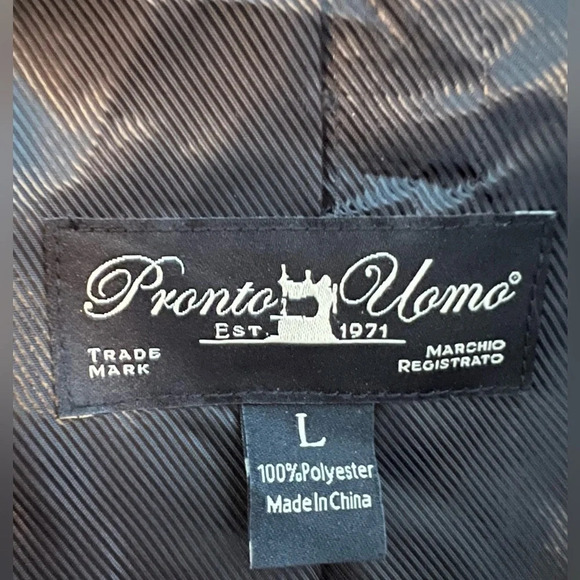 Pronto Uomo°
EST. 1971
TRADE MARK
MARCHIO REGISTRATO
L
100%Polyester
Made In China